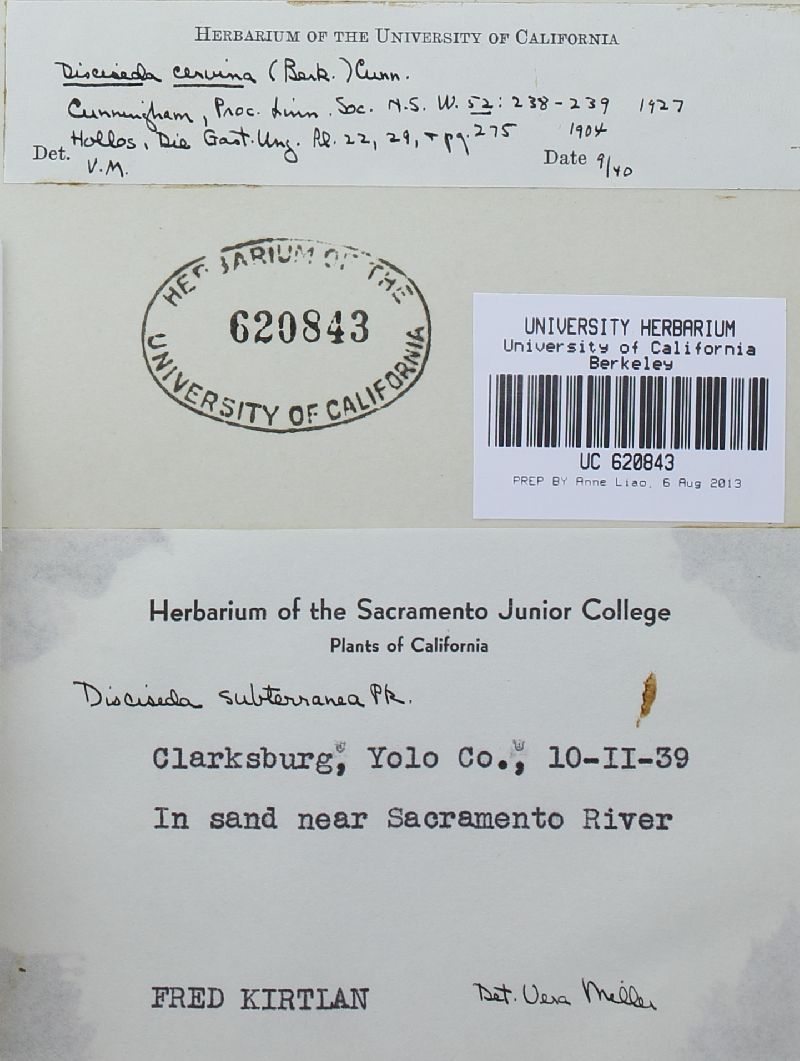 HERBARIUM OF THE UNIVERSITY OF CALIFORNIA
Disciseda cervina (Berk.) Cunn.
Cunningham, Proc. Linn. Soc. N.S. W. 52: 238-239 1927
Hollos, Die Gast. Ung. Pl. 22, 29, + pg. 275 1904
Det. V.M. Date 9/40
HERBARIUM OF THE
620843
UNIVERSITY OF CALIFORNIA
UNIVERSITY HERBARIUM
University of California
Berkeley
UC 620843
PREP BY Anne Liao, 6 Aug 2013
Herbarium of the Sacramento Junior College
Plants of California
Disciseda subterranea Pk.
Clarksburg, Yolo Co., 10-II-39
In sand near Sacramento River
FRED KIRTLAN
Det. Vera Miller